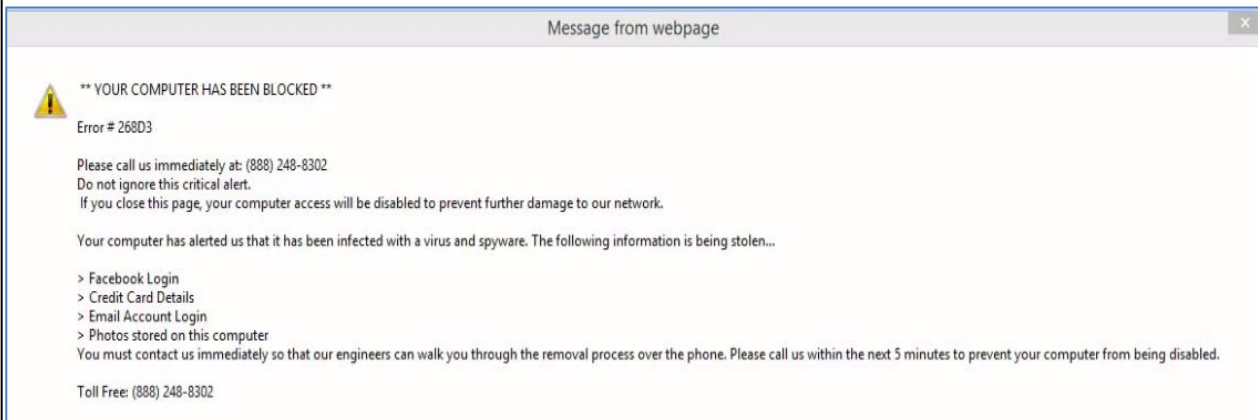 Message from webpage
x
** YOUR COMPUTER HAS BEEN BLOCKED **
Error # 268D3
Please call us immediately at: (888) 248-8302
Do not ignore this critical alert.
If you close this page, your computer access will be disabled to prevent further damage to our network.
Your computer has alerted us that it has been infected with a virus and spyware. The following information is being stolen...
> Facebook Login
> Credit Card Details
> Email Account Login
> Photos stored on this computer
You must contact us immediately so that our engineers can walk you through the removal process over the phone. Please call us within the next 5 minutes to prevent your computer from being disabled.
Toll Free: (888) 248-8302